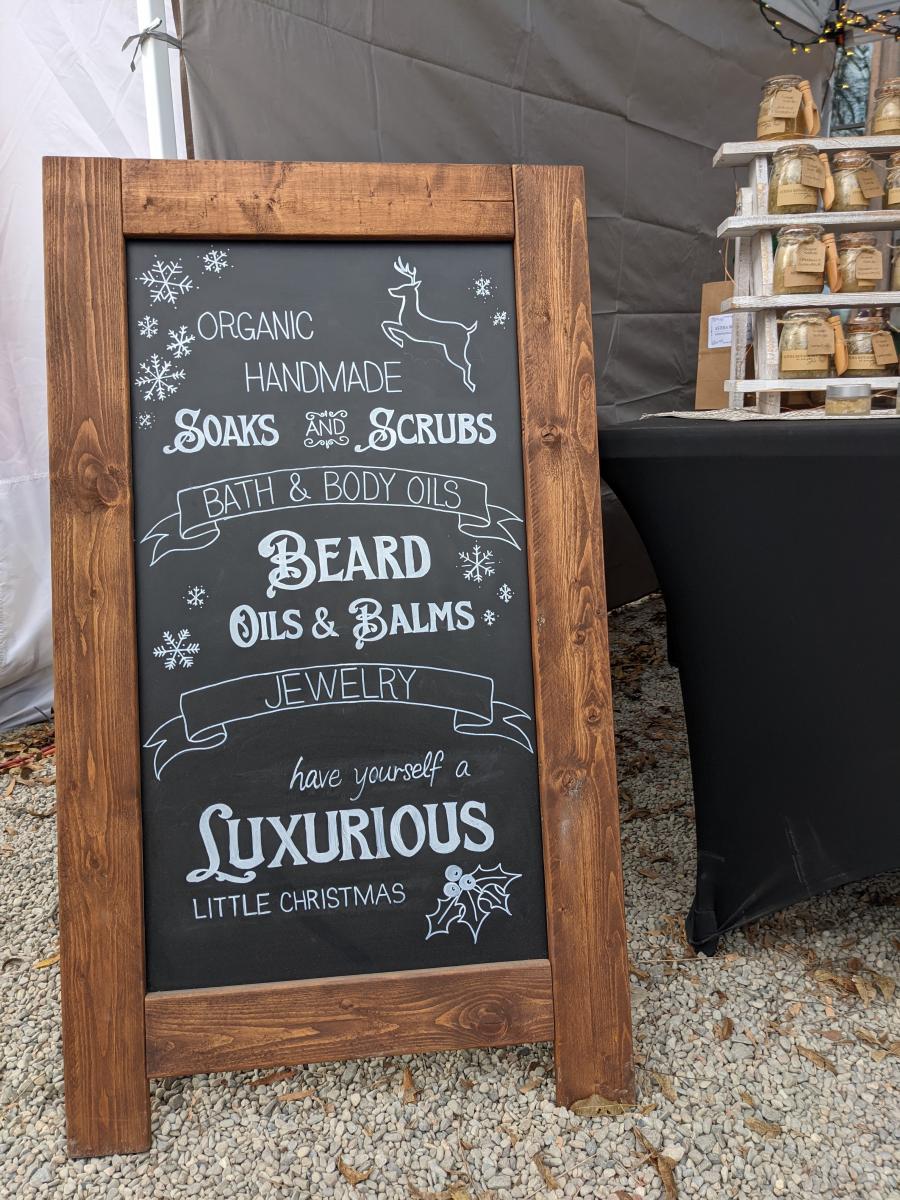 ORGANIC
HANDMADE
SOAKS AND SCRUBS
BATH & BODY OILS
BEARD
OILS & BALMS
JEWELRY
have yourself a
LUXURIOUS
LITTLE CHRISTMAS